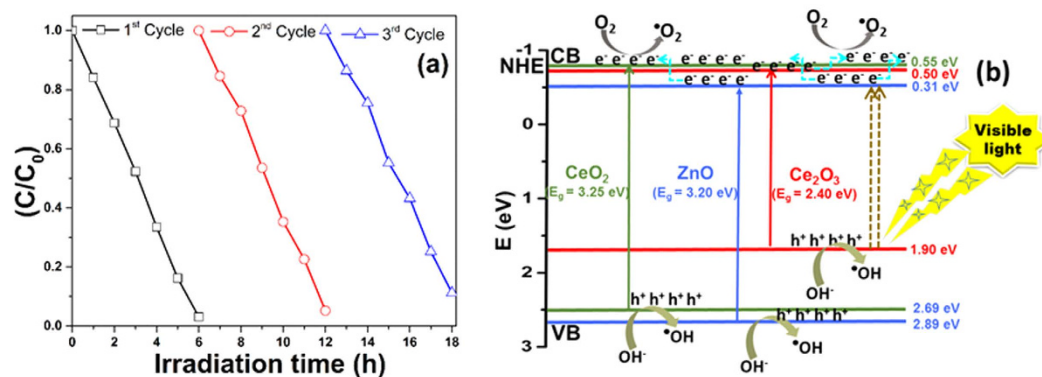 1st Cycle
2nd Cycle
3rd Cycle
(a)
(C/C0)
1.0
0.8
0.6
0.4
0.2
0.0
0 2 4 6 8 10 12 14 16 18
Irradiation time (h)
(b)
O2 •O2
O2 •O2
-1 CB
NHE
e- e- e- e-
e- e- e- e-
e- e- e- e-
e- e- e- e-
e- e- e- e-
e- e- e- e-
0.55 eV
0.50 eV
0.31 eV
0
1
2
3
E (eV)
Visible
light
CeO2
(Eg = 3.25 eV)
ZnO
(Eg = 3.20 eV)
Ce2O3
(Eg = 2.40 eV)
h+ h+ h+ h+
1.90 eV
•OH
OH-
h+ h+ h+ h+
2.69 eV
h+ h+ h+ h+
2.89 eV
VB
•OH
OH-
•OH
OH-